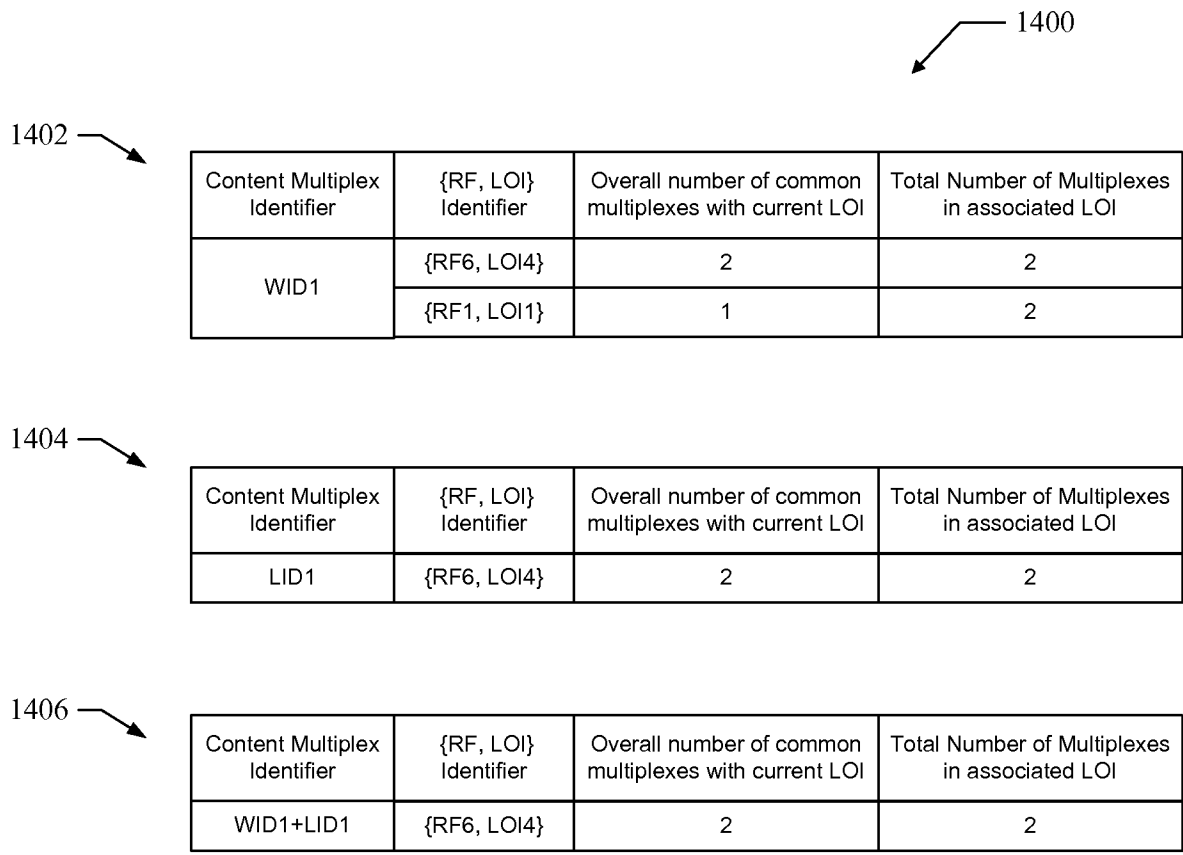 1400
1402
Content Multiplex Identifier | {RF, LOI} Identifier | Overall number of common multiplexes with current LOI | Total Number of Multiplexes in associated LOI
WID1 | {RF6, LOI4} | 2 | 2
{RF1, LOI1} | 1 | 2
1404
Content Multiplex Identifier | {RF, LOI} Identifier | Overall number of common multiplexes with current LOI | Total Number of Multiplexes in associated LOI
LID1 | {RF6, LOI4} | 2 | 2
1406
Content Multiplex Identifier | {RF, LOI} Identifier | Overall number of common multiplexes with current LOI | Total Number of Multiplexes in associated LOI
WID1+LID1 | {RF6, LOI4} | 2 | 2